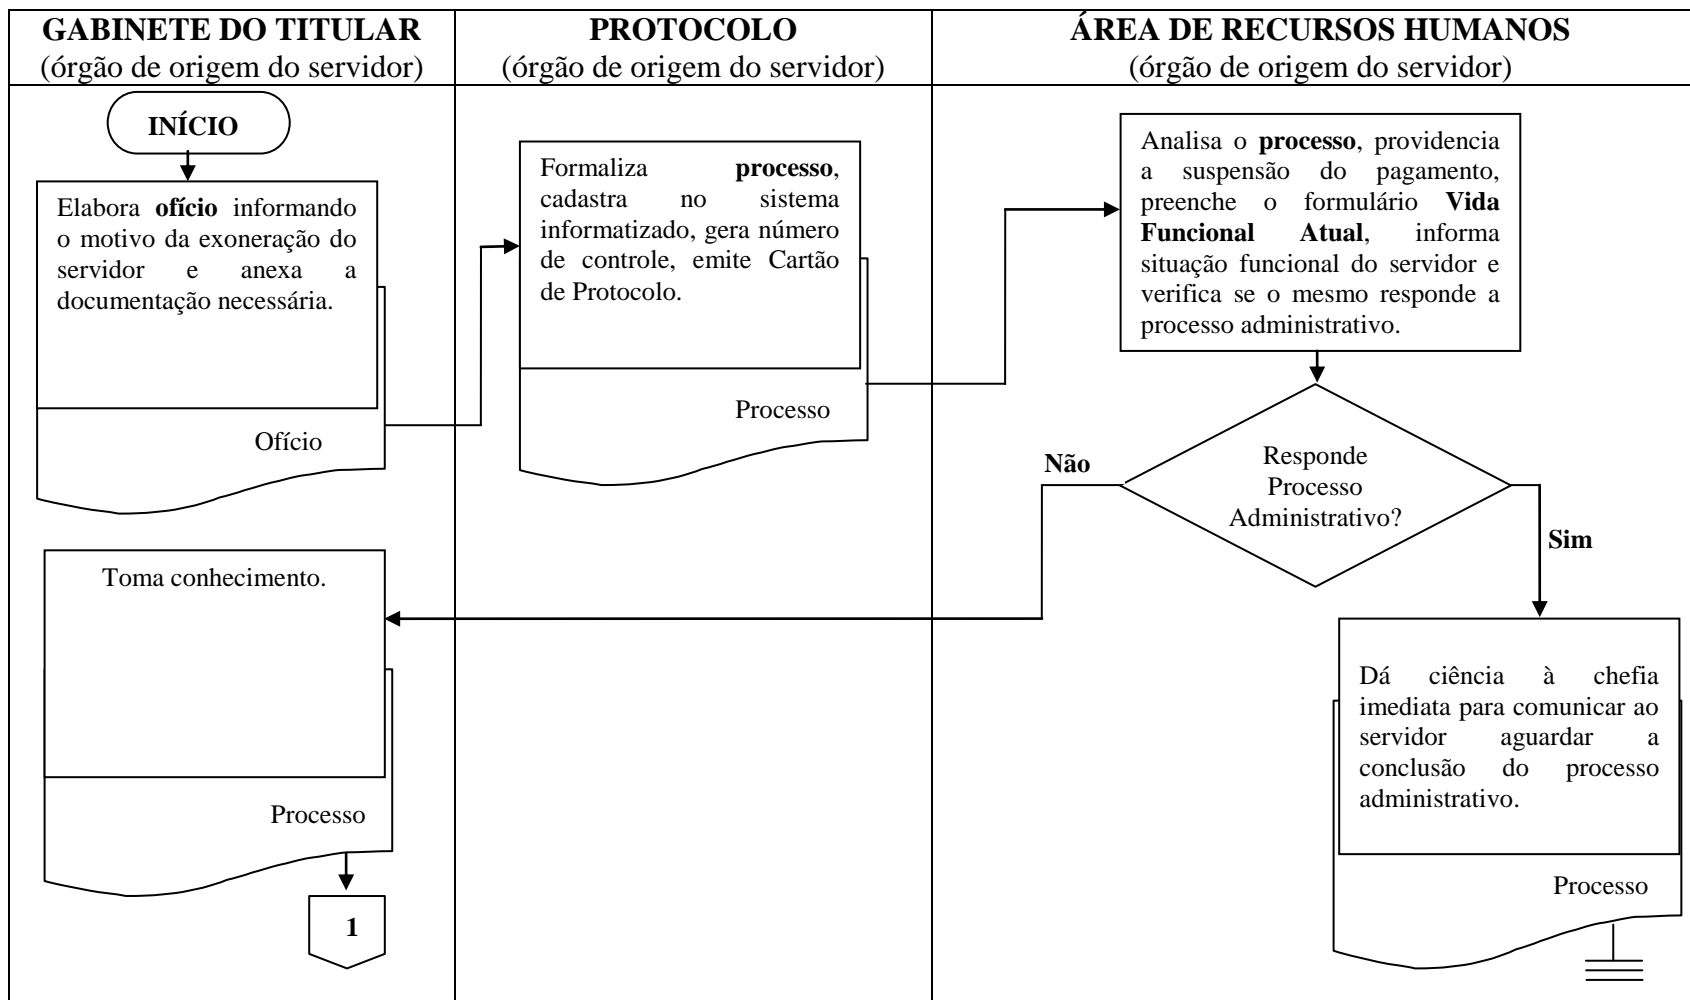 GABINETE DO TITULAR
(órgão de origem do servidor)
PROTOCOLO
(órgão de origem do servidor)
ÁREA DE RECURSOS HUMANOS
(órgão de origem do servidor)
INÍCIO
Elabora ofício informando
o motivo da exoneração do
servidor e anexa a
documentação necessária.
Ofício
Formaliza processo,
cadastra no sistema
informatizado, gera número
de controle, emite Cartão
de Protocolo.
Processo
Analisa o processo, providencia
a suspensão do pagamento,
preenche o formulário Vida
Funcional Atual, informa
situação funcional do servidor e
verifica se o mesmo responde a
processo administrativo.
Responde
Processo
Administrativo?
Não
Sim
Toma conhecimento.
Processo
1
Dá ciência à chefia
imediata para comunicar ao
servidor aguardar a
conclusão do processo
administrativo.
Processo